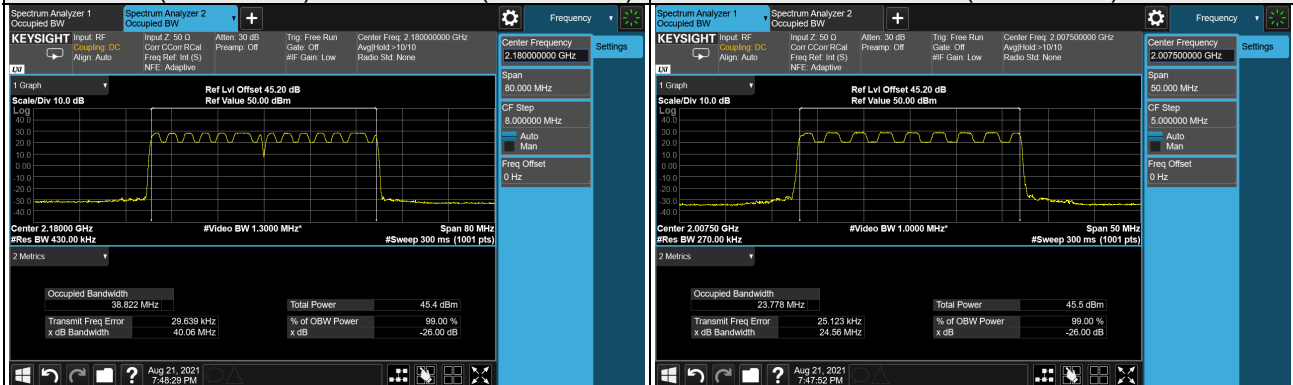 Spectrum Analyzer 1
Occupied BW
Spectrum Analyzer 2
Occupied BW
Frequency
KEYSIGHT
Input: RF
Coupling: DC
Align: Auto
Input Z: 50 Ω
Corr CCorr RCal
Freq Ref: Int (S)
NFE: Adaptive
Atten: 30 dB
Preamp: Off
Trig: Free Run
Gate: Off
#IF Gain: Low
Center Freq: 2.180000000 GHz
Avg|Hold:>10/10
Radio Std: None
LXI
Center Frequency
2.180000000 GHz
Settings
Span
80.000 MHz
CF Step
8.000000 MHz
Auto
Man
Freq Offset
0 Hz
1 Graph
Scale/Div 10.0 dB
Ref Lvl Offset 45.20 dB
Ref Value 50.00 dBm
Log
40.0
30.0
20.0
10.0
0.00
-10.0
-20.0
-30.0
-40.0
Center 2.18000 GHz
#Res BW 430.00 kHz
#Video BW 1.3000 MHz*
Span 80 MHz
#Sweep 300 ms (1001 pts)
2 Metrics
Occupied Bandwidth
38.822 MHz
Total Power 45.4 dBm
Transmit Freq Error 29.639 kHz
% of OBW Power 99.00 %
x dB Bandwidth 40.06 MHz
x dB -26.00 dB
?
Aug 21, 2021
7:48:29 PM
Spectrum Analyzer 1
Occupied BW
Spectrum Analyzer 2
Occupied BW
Frequency
KEYSIGHT
Input: RF
Coupling: DC
Align: Auto
Input Z: 50 Ω
Corr CCorr RCal
Freq Ref: Int (S)
NFE: Adaptive
Atten: 30 dB
Preamp: Off
Trig: Free Run
Gate: Off
#IF Gain: Low
Center Freq: 2.007500000 GHz
Avg|Hold:>10/10
Radio Std: None
LXI
Center Frequency
2.007500000 GHz
Settings
Span
50.000 MHz
CF Step
5.000000 MHz
Auto
Man
Freq Offset
0 Hz
1 Graph
Scale/Div 10.0 dB
Ref Lvl Offset 45.20 dB
Ref Value 50.00 dBm
Log
40.0
30.0
20.0
10.0
0.00
-10.0
-20.0
-30.0
-40.0
Center 2.00750 GHz
#Res BW 270.00 kHz
#Video BW 1.0000 MHz*
Span 50 MHz
#Sweep 300 ms (1001 pts)
2 Metrics
Occupied Bandwidth
23.778 MHz
Total Power 45.5 dBm
Transmit Freq Error 25.123 kHz
% of OBW Power 99.00 %
x dB Bandwidth 24.56 MHz
x dB -26.00 dB
?
Aug 21, 2021
7:47:52 PM